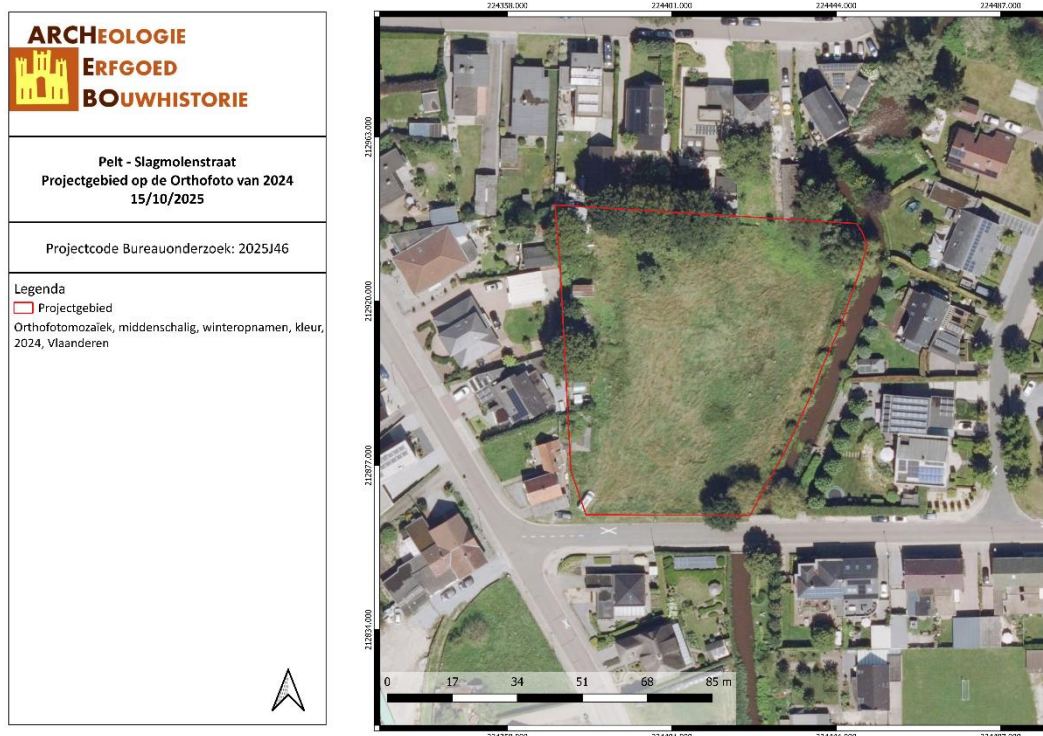 ARCHEOLOGIE
ERFGOED
BOUWHISTORIE
Pelt - Slagmolenstraat
Projectgebied op de Orthofoto van 2024
15/10/2025
Projectcode Bureauonderzoek: 2025J46
Legenda
Projectgebied
Orthofotomozaïek, middenschalig, winteropnamen, kleur,
2024, Vlaanderen
224358.000 224401.000 224444.000 224487.000
212963.000
212920.000
212877.000
212834.000
0 17 34 51 68 85 m